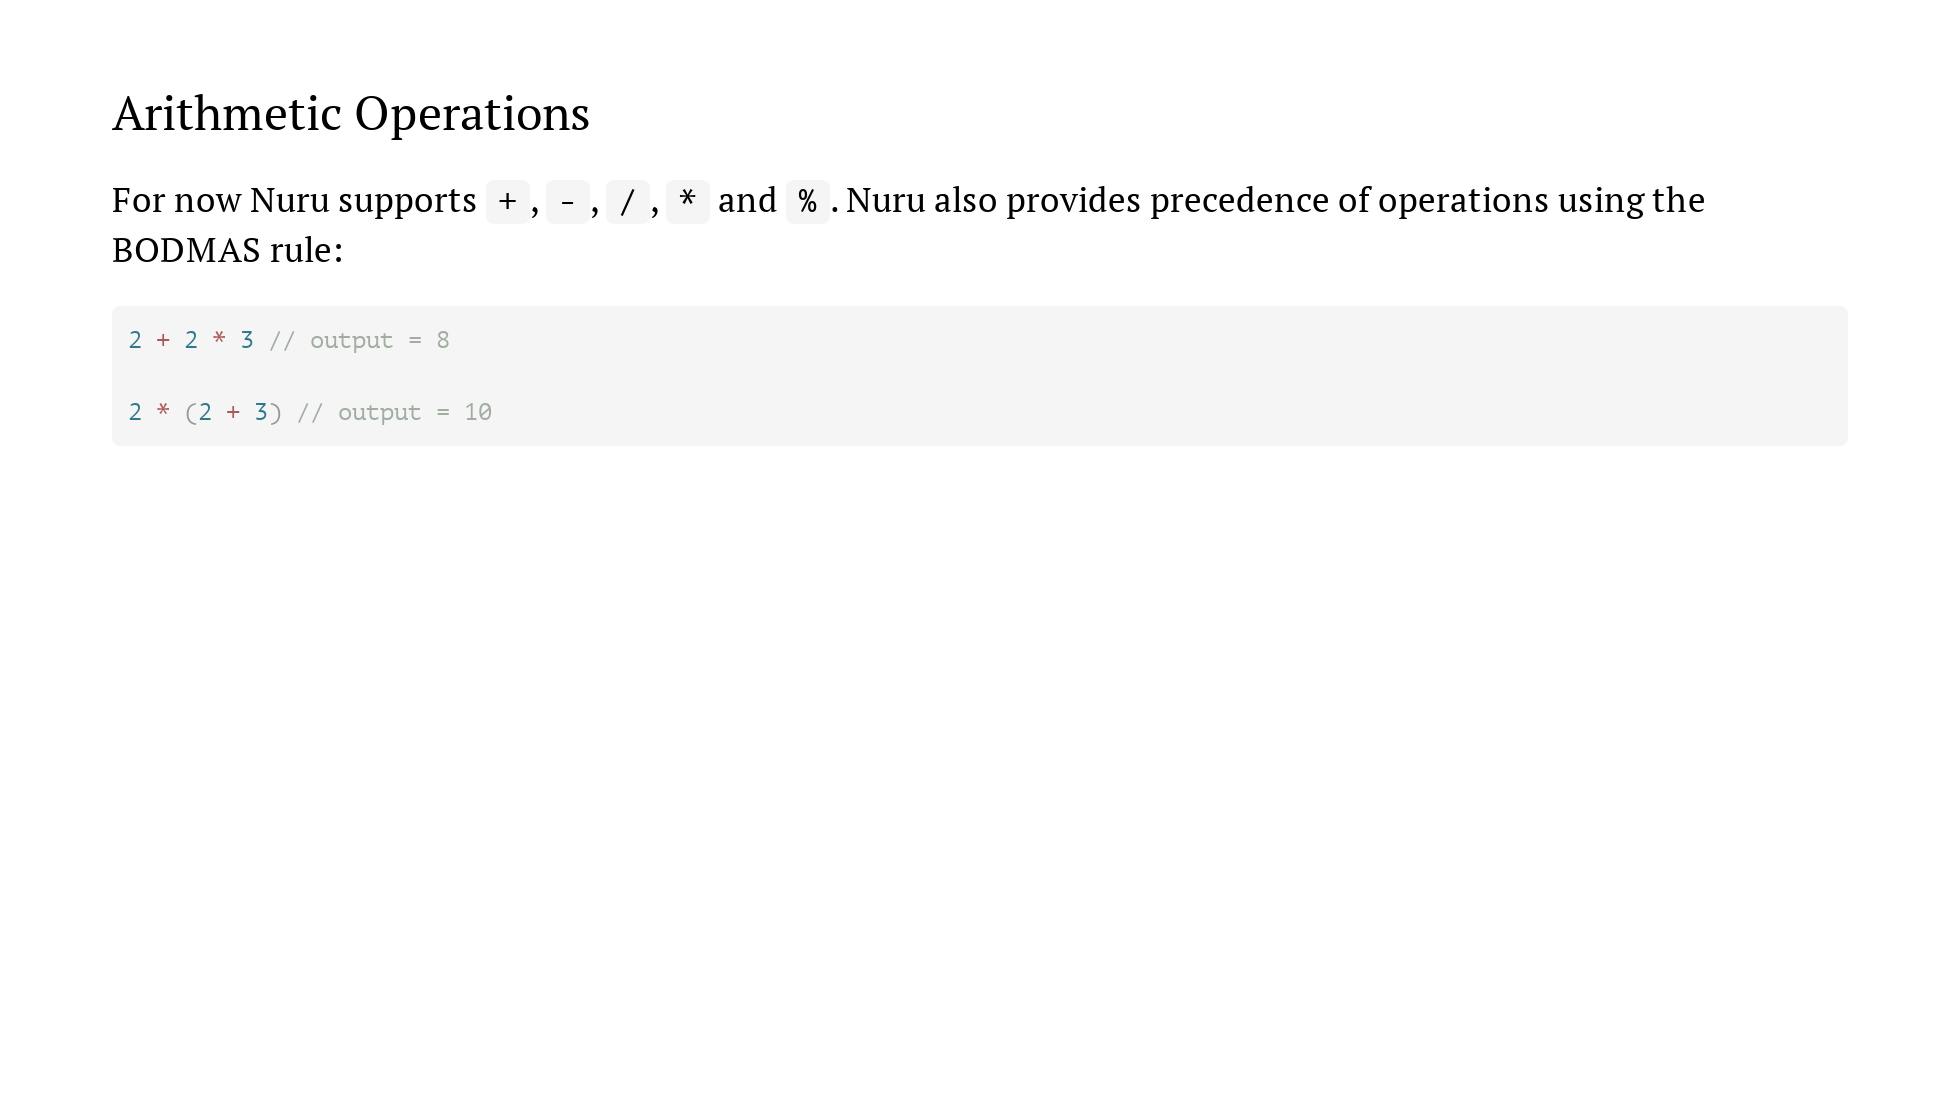 Arithmetic Operations
For now Nuru supports +, -, /, * and %. Nuru also provides precedence of operations using the
BODMAS rule:
2 + 2 * 3 // output = 8
2 * (2 + 3) // output = 10